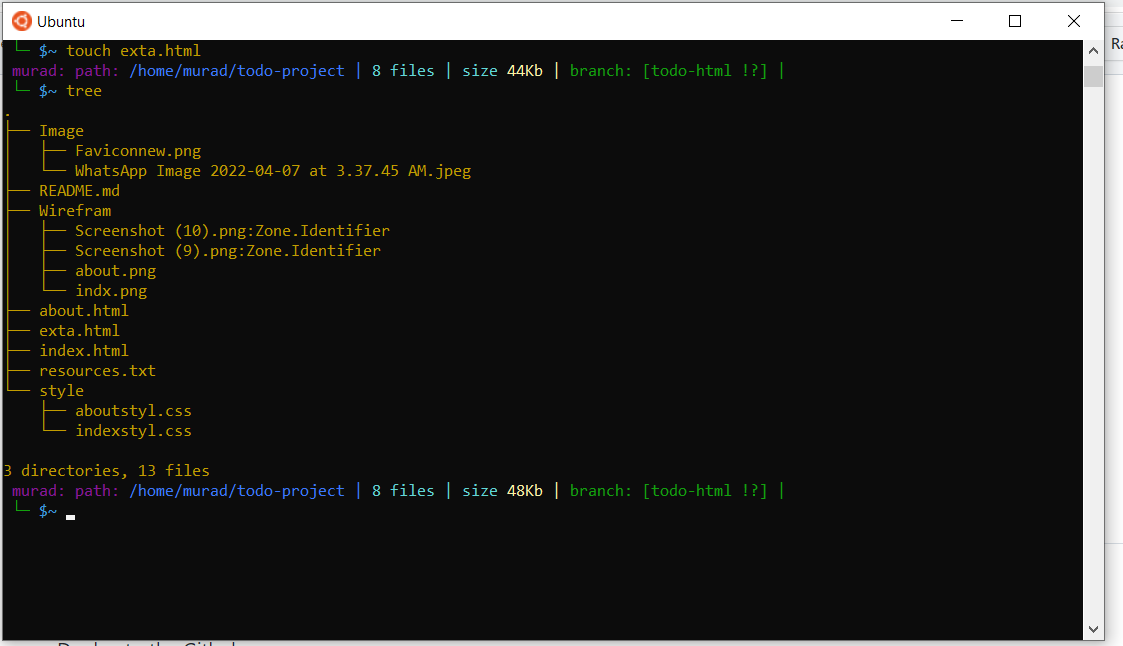 Ubuntu
└─ $~ touch exta.html
murad: path: /home/murad/todo-project | 8 files | size 44Kb | branch: [todo-html !?] |
└─ $~ tree
.
├── Image
│   ├── Faviconnew.png
│   └── WhatsApp Image 2022-04-07 at 3.37.45 AM.jpeg
├── README.md
├── Wirefram
│   ├── Screenshot (10).png:Zone.Identifier
│   ├── Screenshot (9).png:Zone.Identifier
│   ├── about.png
│   └── indx.png
├── about.html
├── exta.html
├── index.html
├── resources.txt
└── style
    ├── aboutstyl.css
    └── indexstyl.css
3 directories, 13 files
murad: path: /home/murad/todo-project | 8 files | size 48Kb | branch: [todo-html !?] |
└─ $~